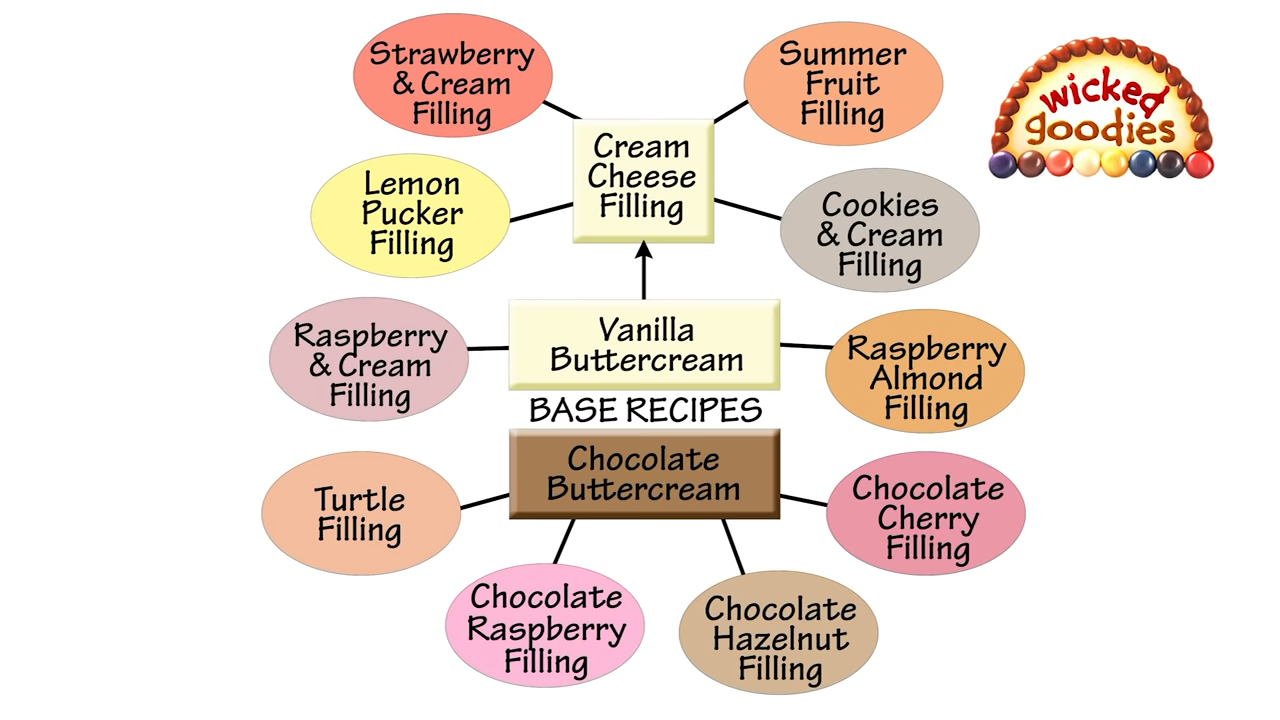 Strawberry
& Cream
Filling
Summer
Fruit
Filling
wicked
goodies
Cream
Cheese
Filling
Lemon
Pucker
Filling
Cookies
& Cream
Filling
Raspberry
& Cream
Filling
Vanilla
Buttercream
Raspberry
Almond
Filling
BASE RECIPES
Chocolate
Buttercream
Turtle
Filling
Chocolate
Cherry
Filling
Chocolate
Raspberry
Filling
Chocolate
Hazelnut
Filling